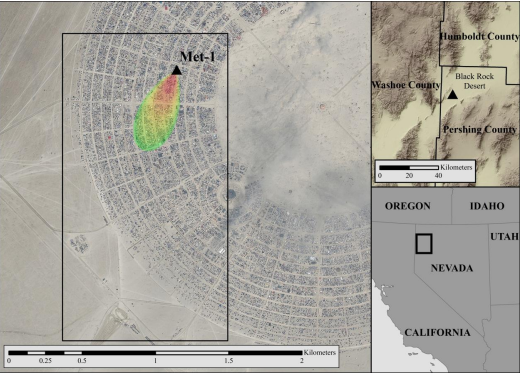 Met-1
Kilometers
0 0.25 0.5 1 1.5 2
Humboldt County
Black Rock
Desert
Washoe County
Pershing County
Kilometers
0 20 40
OREGON IDAHO
UTAH
NEVADA
CALIFORNIA